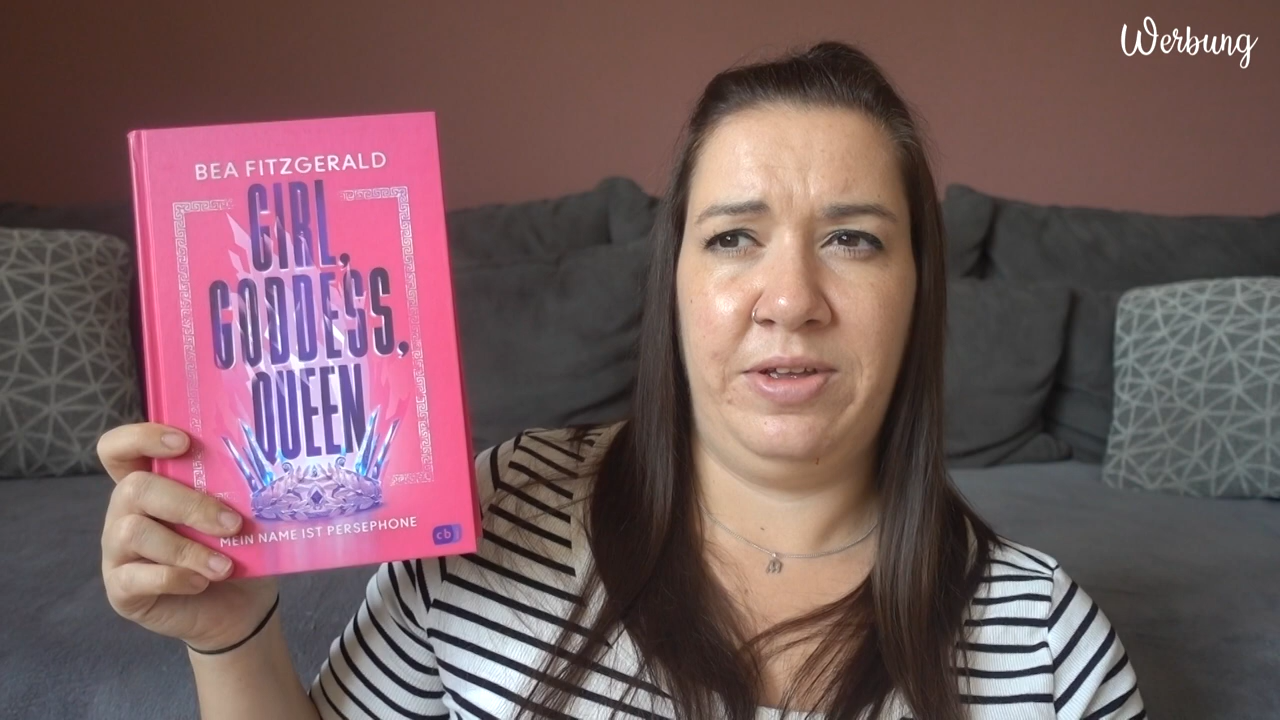 Werbung
BEA FITZGERALD
GIRL,
GODDESS,
QUEEN
MEIN NAME IST PERSEPHONE
cbj